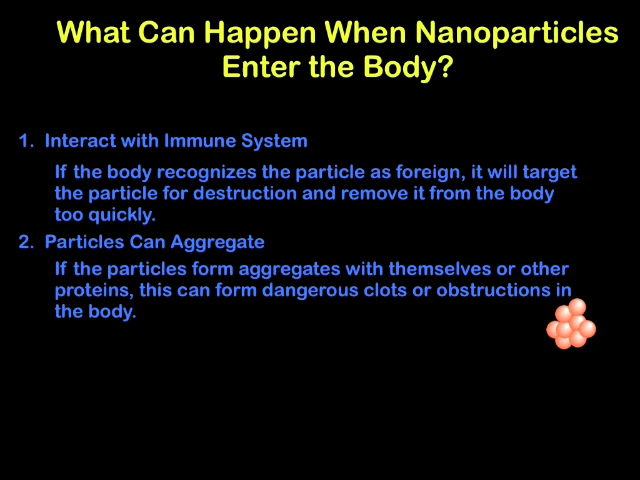 What Can Happen When Nanoparticles
Enter the Body?
1. Interact with Immune System
If the body recognizes the particle as foreign, it will target
the particle for destruction and remove it from the body
too quickly.
2. Particles Can Aggregate
If the particles form aggregates with themselves or other
proteins, this can form dangerous clots or obstructions in
the body.